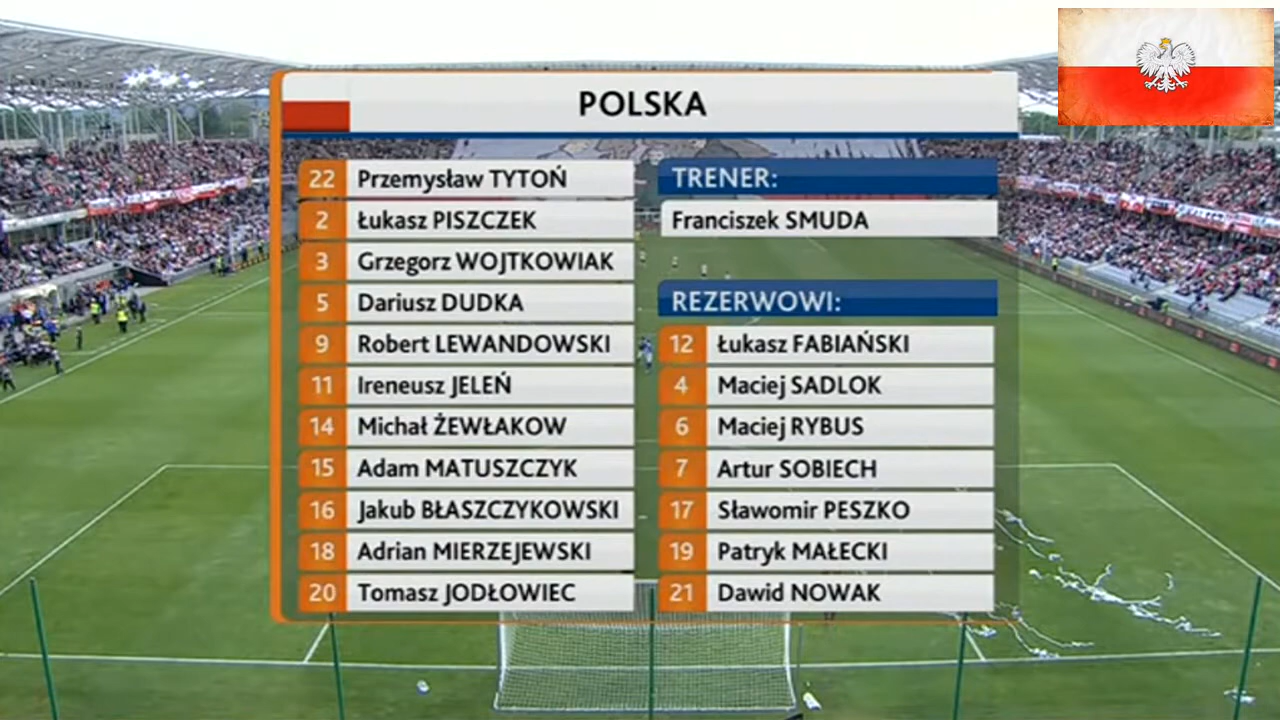 POLSKA
22 Przemysław TYTOŃ
2 Łukasz PISZCZEK
3 Grzegorz WOJTKOWIAK
5 Dariusz DUDKA
9 Robert LEWANDOWSKI
11 Ireneusz JELEŃ
14 Michał ŻEWŁAKOW
15 Adam MATUSZCZYK
16 Jakub BŁASZCZYKOWSKI
18 Adrian MIERZEJEWSKI
20 Tomasz JODŁOWIEC
TRENER:
Franciszek SMUDA
REZERWOWI:
12 Łukasz FABIAŃSKI
4 Maciej SADLOK
6 Maciej RYBUS
7 Artur SOBIECH
17 Sławomir PESZKO
19 Patryk MAŁECKI
21 Dawid NOWAK